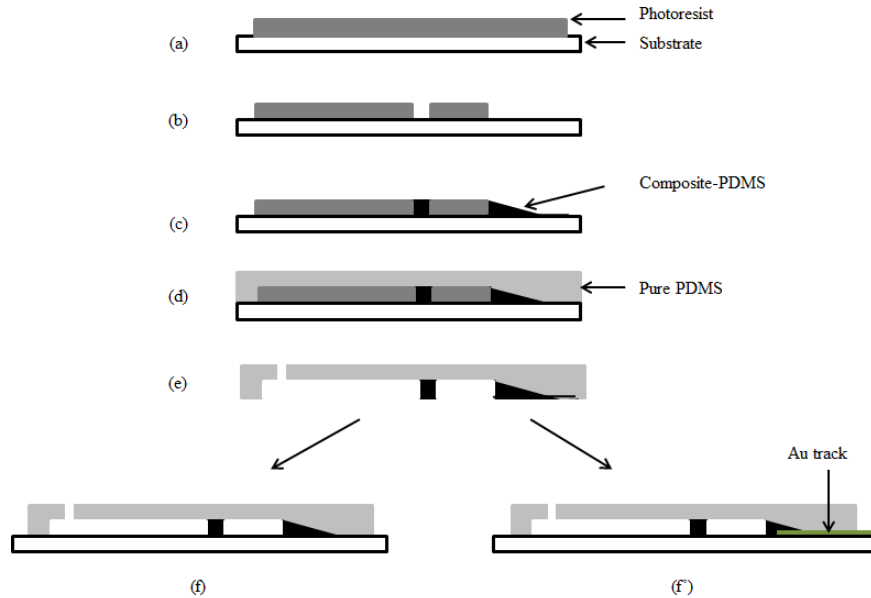 Photoresist
(a)
Substrate
(b)
Composite-PDMS
(c)
(d)
Pure PDMS
(e)
Au track
(f)
(f’)